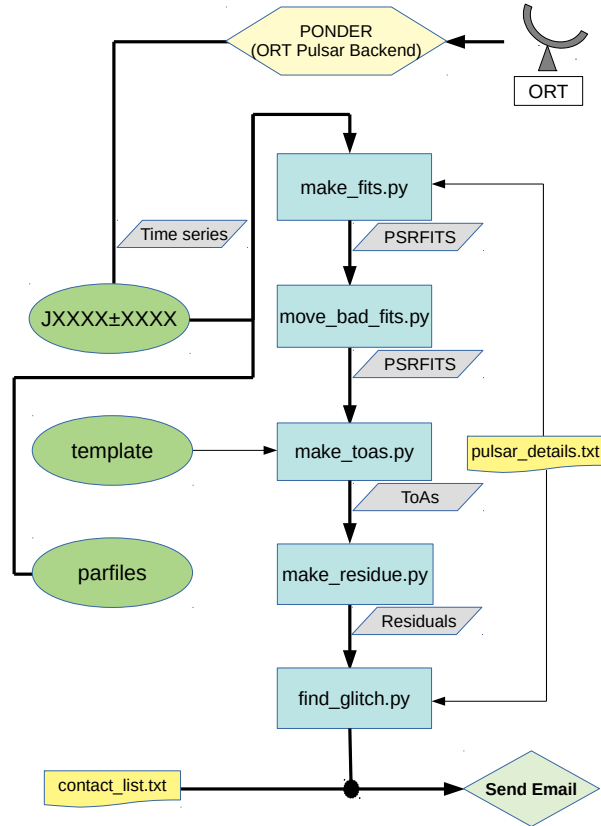 PONDER
(ORT Pulsar Backend)
ORT
make_fits.py
Time series
PSRFITS
JXXXX±XXXX
move_bad_fits.py
PSRFITS
template
make_toas.py
pulsar_details.txt
ToAs
parfiles
make_residue.py
Residuals
find_glitch.py
contact_list.txt
Send Email